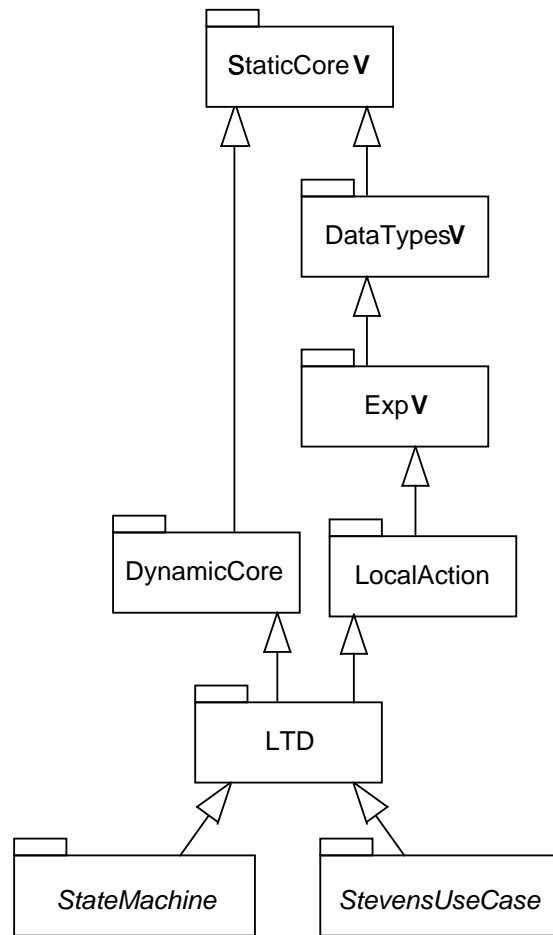 StaticCoreV
DataTypesV
ExpV
DynamicCore
LocalAction
LTD
StateMachine
StevensUseCase